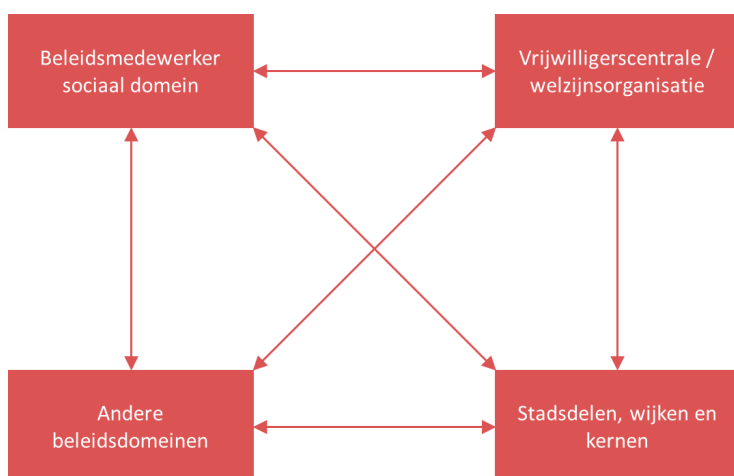 Beleidsmedewerker
sociaal domein
Vrijwilligerscentrale /
welzijnsorganisatie
Andere
beleidsdomeinen
Stadsdelen, wijken en
kernen